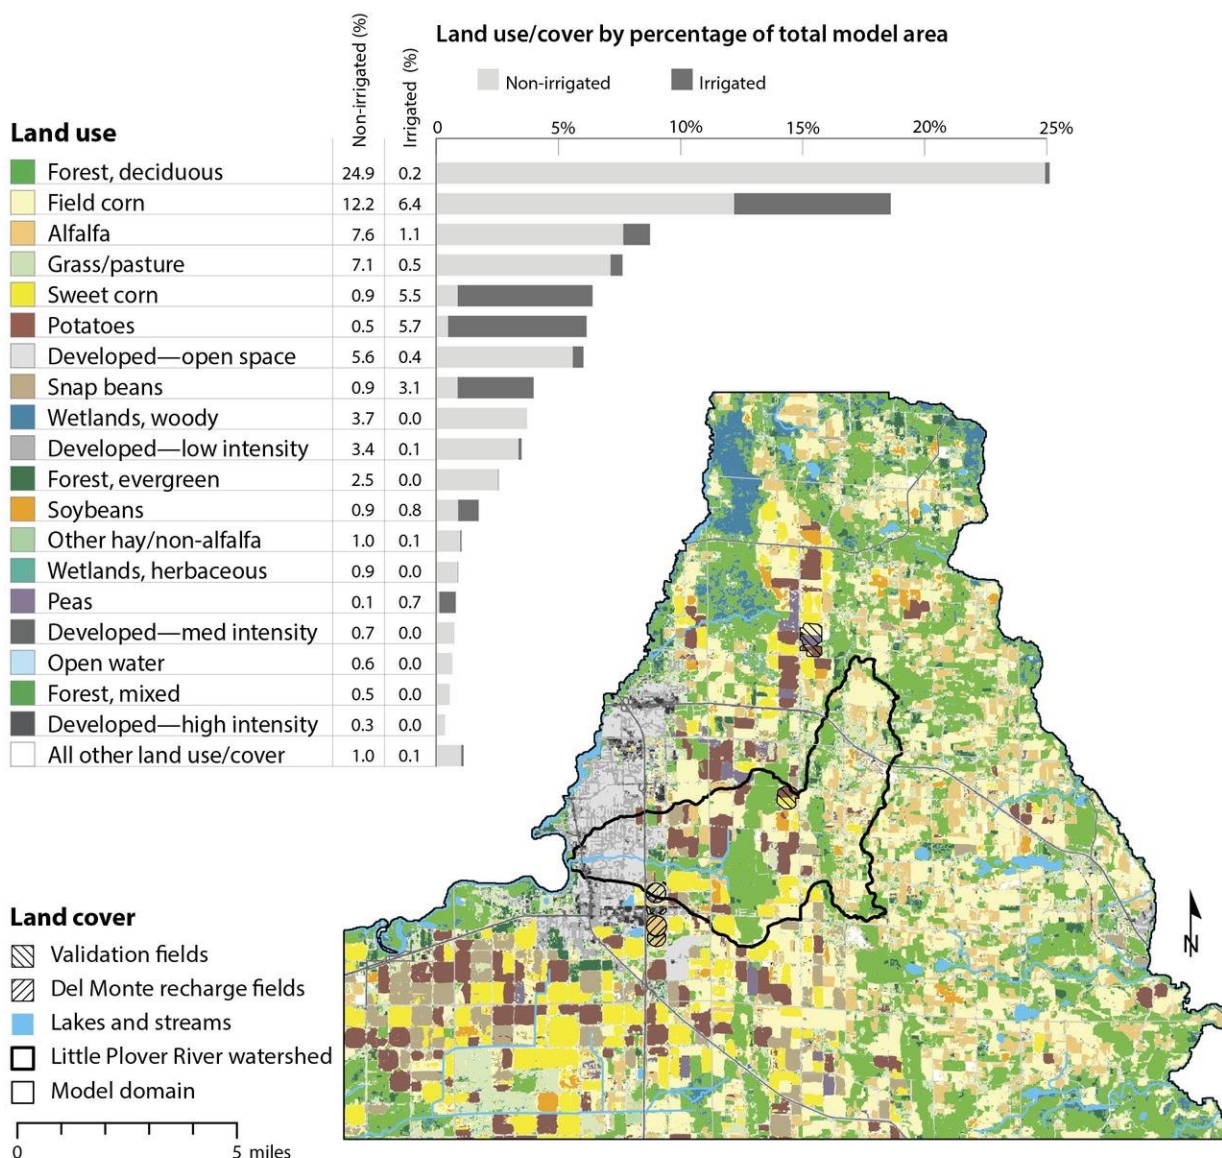 Land use/cover by percentage of total model area
Non-irrigated (%)
Irrigated (%)
Non-irrigated
Irrigated
Land use
0 5% 10% 15% 20% 25%
Forest, deciduous 24.9 0.2
Field corn 12.2 6.4
Alfalfa 7.6 1.1
Grass/pasture 7.1 0.5
Sweet corn 0.9 5.5
Potatoes 0.5 5.7
Developed—open space 5.6 0.4
Snap beans 0.9 3.1
Wetlands, woody 3.7 0.0
Developed—low intensity 3.4 0.1
Forest, evergreen 2.5 0.0
Soybeans 0.9 0.8
Other hay/non-alfalfa 1.0 0.1
Wetlands, herbaceous 0.9 0.0
Peas 0.1 0.7
Developed—med intensity 0.7 0.0
Open water 0.6 0.0
Forest, mixed 0.5 0.0
Developed—high intensity 0.3 0.0
All other land use/cover 1.0 0.1
Land cover
Validation fields
Del Monte recharge fields
Lakes and streams
Little Plover River watershed
Model domain
0 5 miles
N